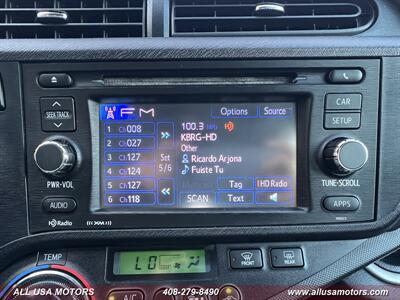 FM
Options
Source
1 Ch008
2 Ch027
3 Ch127
4 Ch124
5 Ch127
6 Ch118
Set
5/6
100.3
KBRG-HD
Other
Ricardo Arjona
Fuiste Tu
Tag
HD Radio
SCAN
Text
SEEK TRACK
PWR•VOL
AUDIO
HD Radio
((XM))
CAR
SETUP
TUNE•SCROLL
APPS
TEMP
LO
A/C
FRONT
REAR
ALL USA MOTORS
408-279-8490
www.allusamotors.com